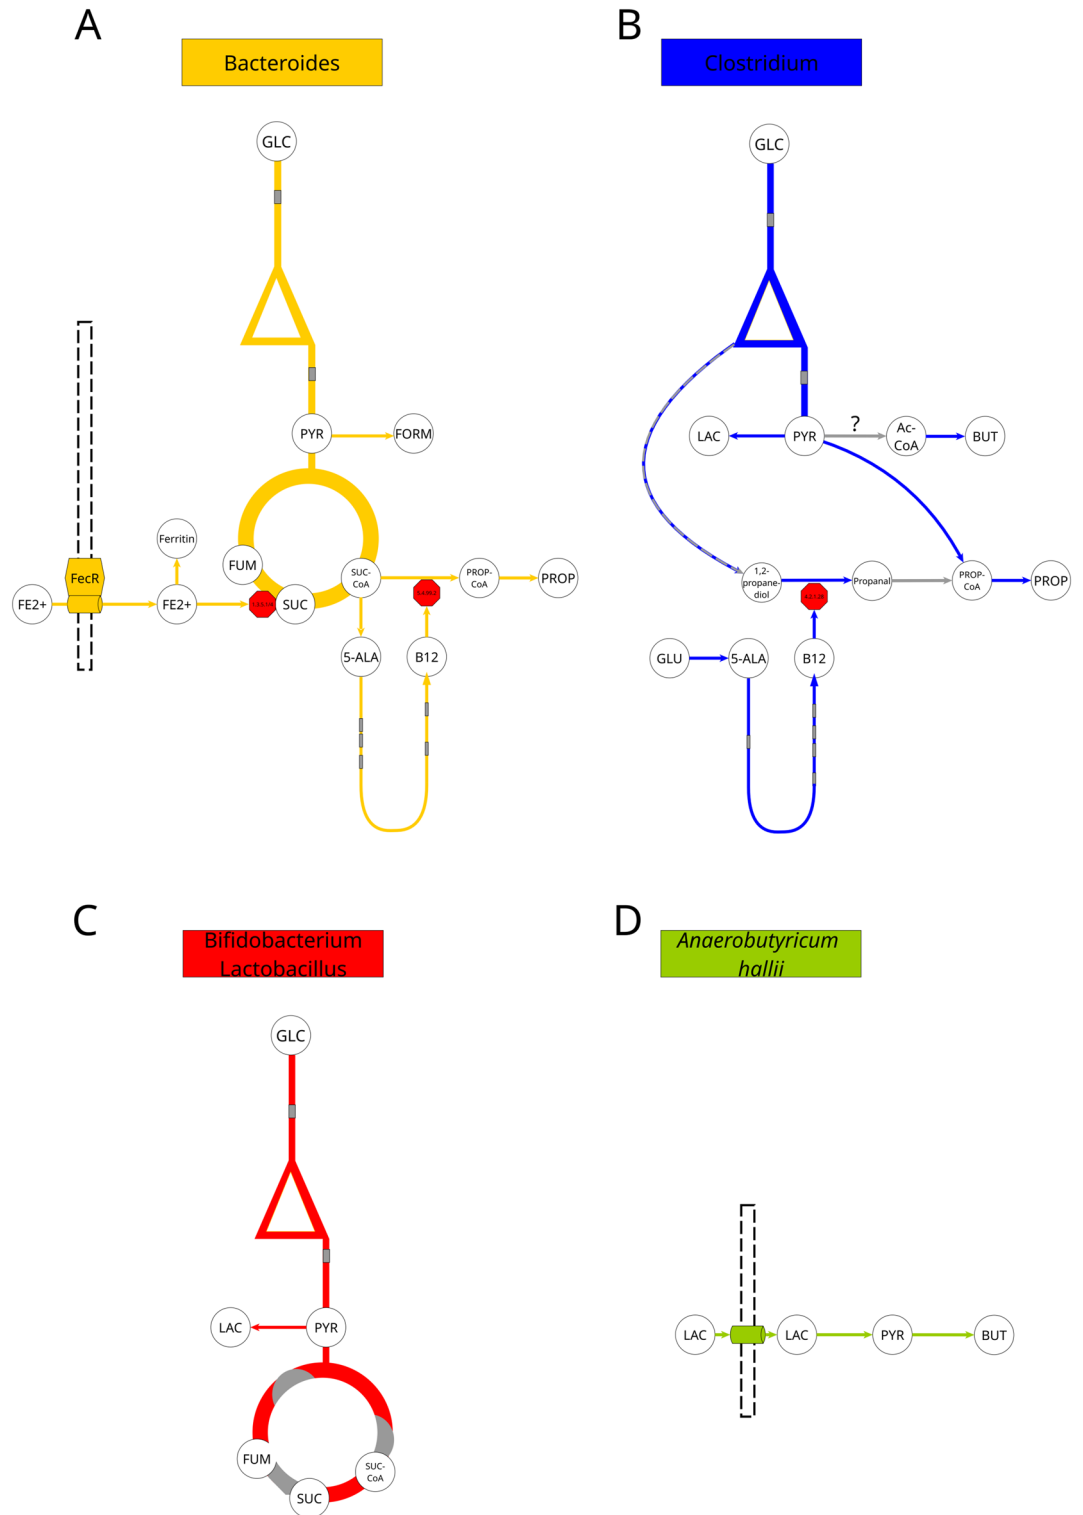 A
Bacteroides
GLC
PYR
FORM
Ferritin
FUM
FecR
SUC-
CoA
PROP-
CoA
PROP
FE2+
FE2+
SUC
5-ALA
B12
B
Clostridium
GLC
?
LAC
PYR
Ac-
CoA
BUT
1,2-
propane-
diol
Propanal
PROP-
CoA
PROP
GLU
5-ALA
B12
C
Bifidobacterium
Lactobacillus
GLC
LAC
PYR
FUM
SUC-
CoA
SUC
D
Anaerobutyricum
hallii
LAC
LAC
PYR
BUT